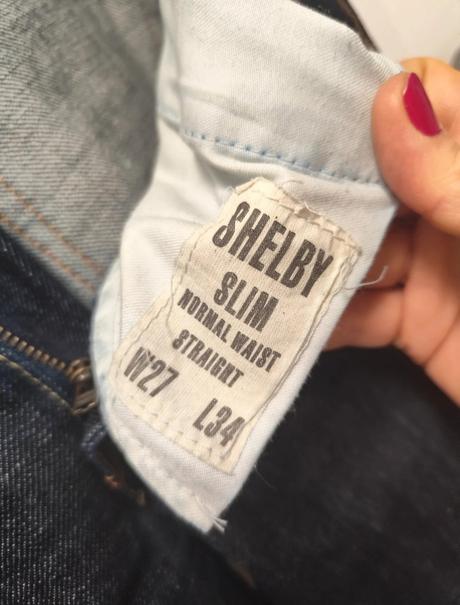 SHELBY
SLIM
NORMAL WAIST
STRAIGHT
W27 L34